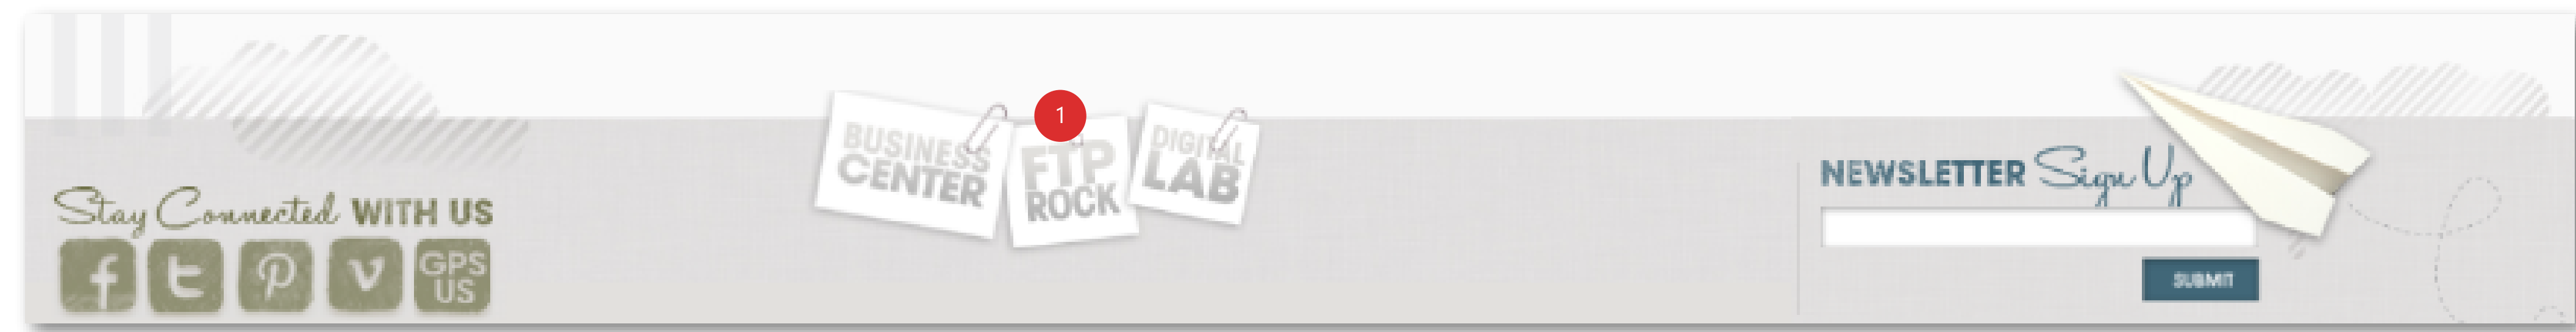 Stay Connected WITH US
f t p v GPS
US
BUSINESS
CENTER
1
FTP
ROCK
DIGITAL
LAB
NEWSLETTER Sign Up
SUBMIT